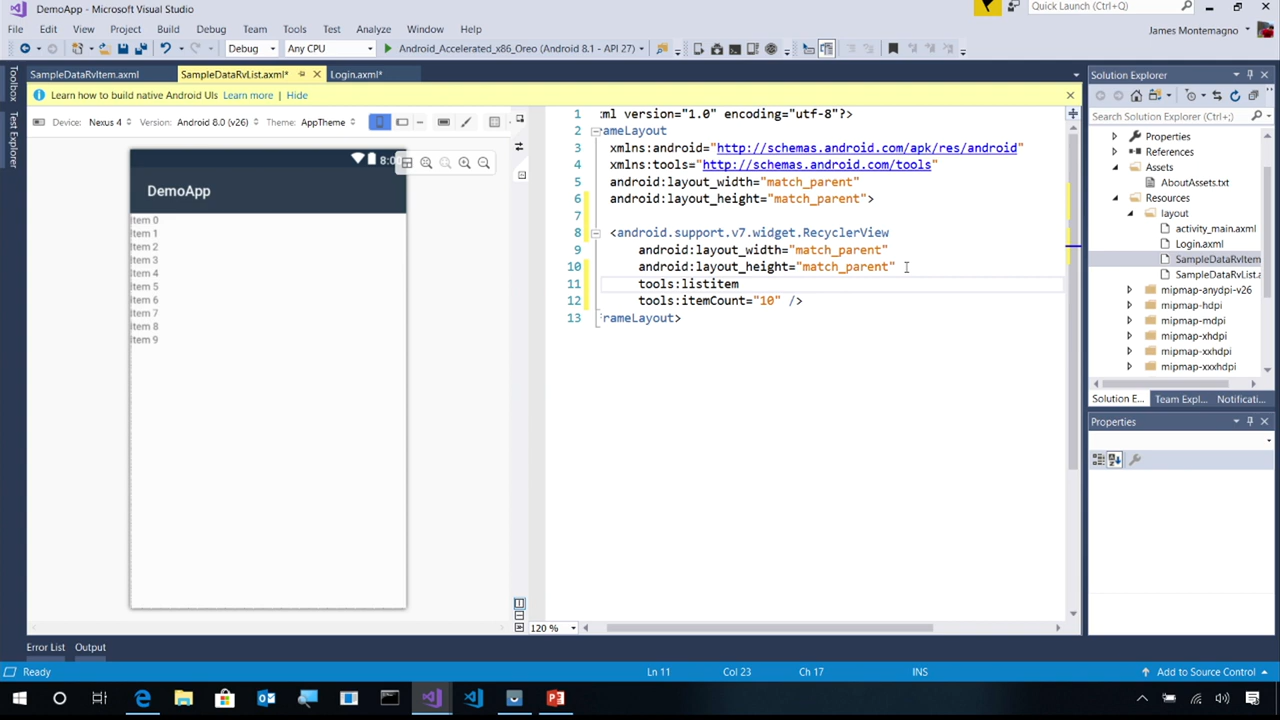 DemoApp - Microsoft Visual Studio
Quick Launch (Ctrl+Q)
File Edit View Project Build Debug Team Tools Test Analyze Window Help
James Montemagno
Debug Any CPU Android_Accelerated_x86_Oreo (Android 8.1 - API 27)
Toolbox
Test Explorer
SampleDataRvItem.axml SampleDataRvList.axml* Login.axml*
Learn how to build native Android UIs Learn more | Hide
Device: Nexus 4 Version: Android 8.0 (v26) Theme: AppTheme
8:0
DemoApp
Item 0
Item 1
Item 2
Item 3
Item 4
Item 5
Item 6
Item 7
Item 8
Item 9
1 ml version="1.0" encoding="utf-8"?>
2 rameLayout
3 xmlns:android="http://schemas.android.com/apk/res/android"
4 xmlns:tools="http://schemas.android.com/tools"
5 android:layout_width="match_parent"
6 android:layout_height="match_parent">
7
8 <android.support.v7.widget.RecyclerView
9 android:layout_width="match_parent"
10 android:layout_height="match_parent"
11 tools:listitem
12 tools:itemCount="10" />
13 rameLayout>
120 %
Solution Explorer
Search Solution Explorer (Ctrl+;)
Properties
References
Assets
AboutAssets.txt
Resources
layout
activity_main.axml
Login.axml
SampleDataRvItem
SampleDataRvList.a
mipmap-anydpi-v26
mipmap-hdpi
mipmap-mdpi
mipmap-xhdpi
mipmap-xxhdpi
mipmap-xxxhdpi
Solution E... Team Expl... Notificati...
Properties
Error List Output
Ready Ln 11 Col 23 Ch 17 INS Add to Source Control